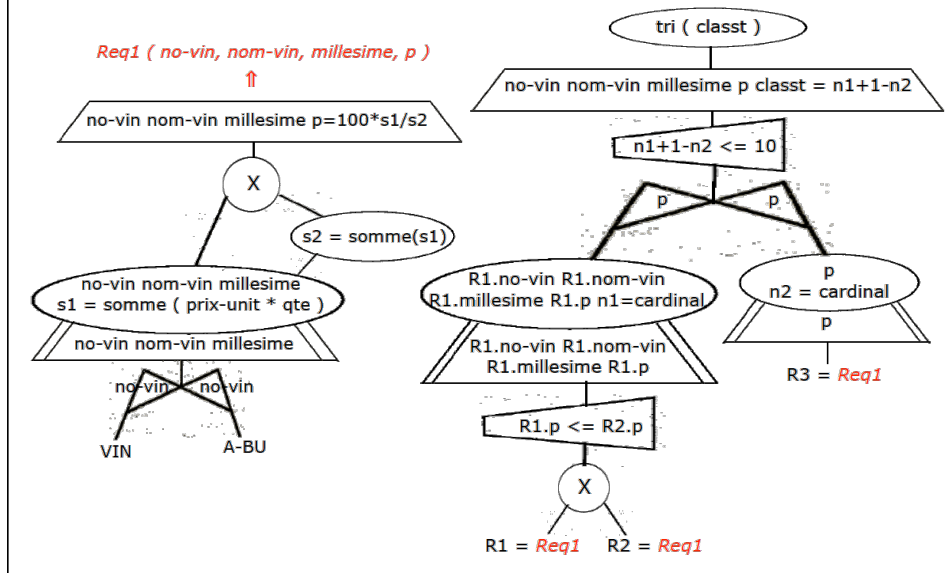 Req1 ( no-vin, nom-vin, millesime, p )
⇑
no-vin nom-vin millesime p=100*s1/s2
X
s2 = somme(s1)
no-vin nom-vin millesime
s1 = somme ( prix-unit * qte )
no-vin nom-vin millesime
no-vin no-vin
VIN A-BU
tri ( classt )
no-vin nom-vin millesime p classt = n1+1-n2
n1+1-n2 <= 10
p p
R1.no-vin R1.nom-vin
R1.millesime R1.p n1=cardinal
R1.no-vin R1.nom-vin
R1.millesime R1.p
R1.p <= R2.p
X
R1 = Req1 R2 = Req1
p
n2 = cardinal
p
R3 = Req1